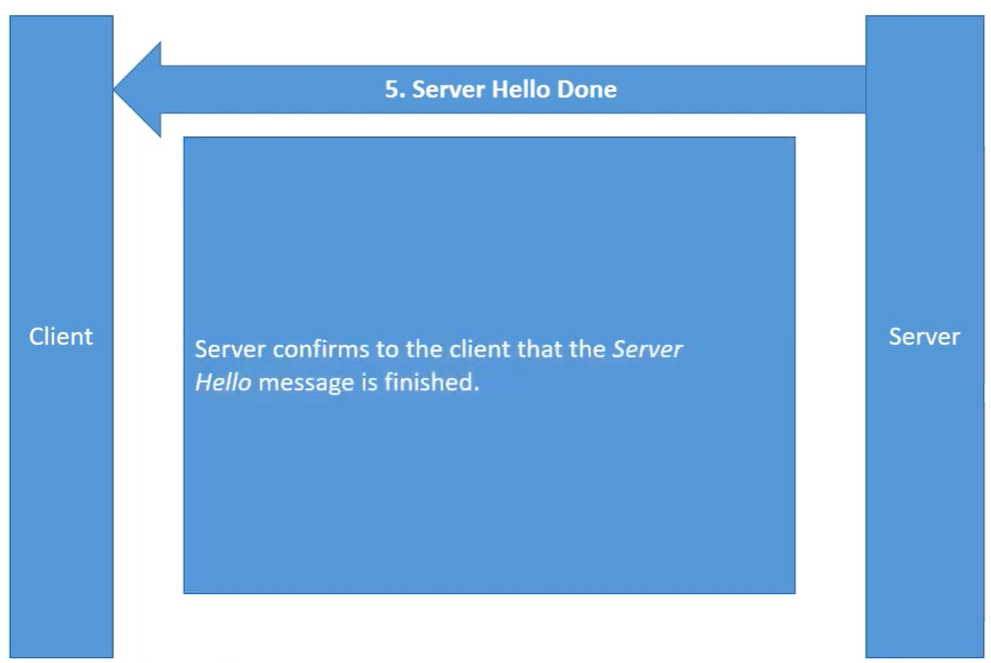 5. Server Hello Done
Client
Server confirms to the client that the Server
Hello message is finished.
Server